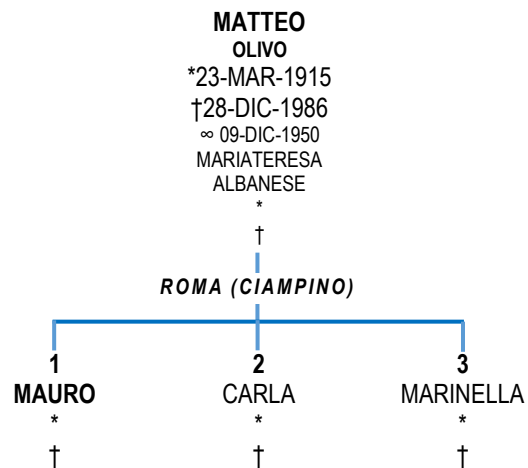 MATTEO
OLIVO
*23-MAR-1915
†28-DIC-1986
∞ 09-DIC-1950
MARIATERESA
ALBANESE
*
†
ROMA (CIAMPINO)
1 2 3
MAURO CARLA MARINELLA
* * *
† † †